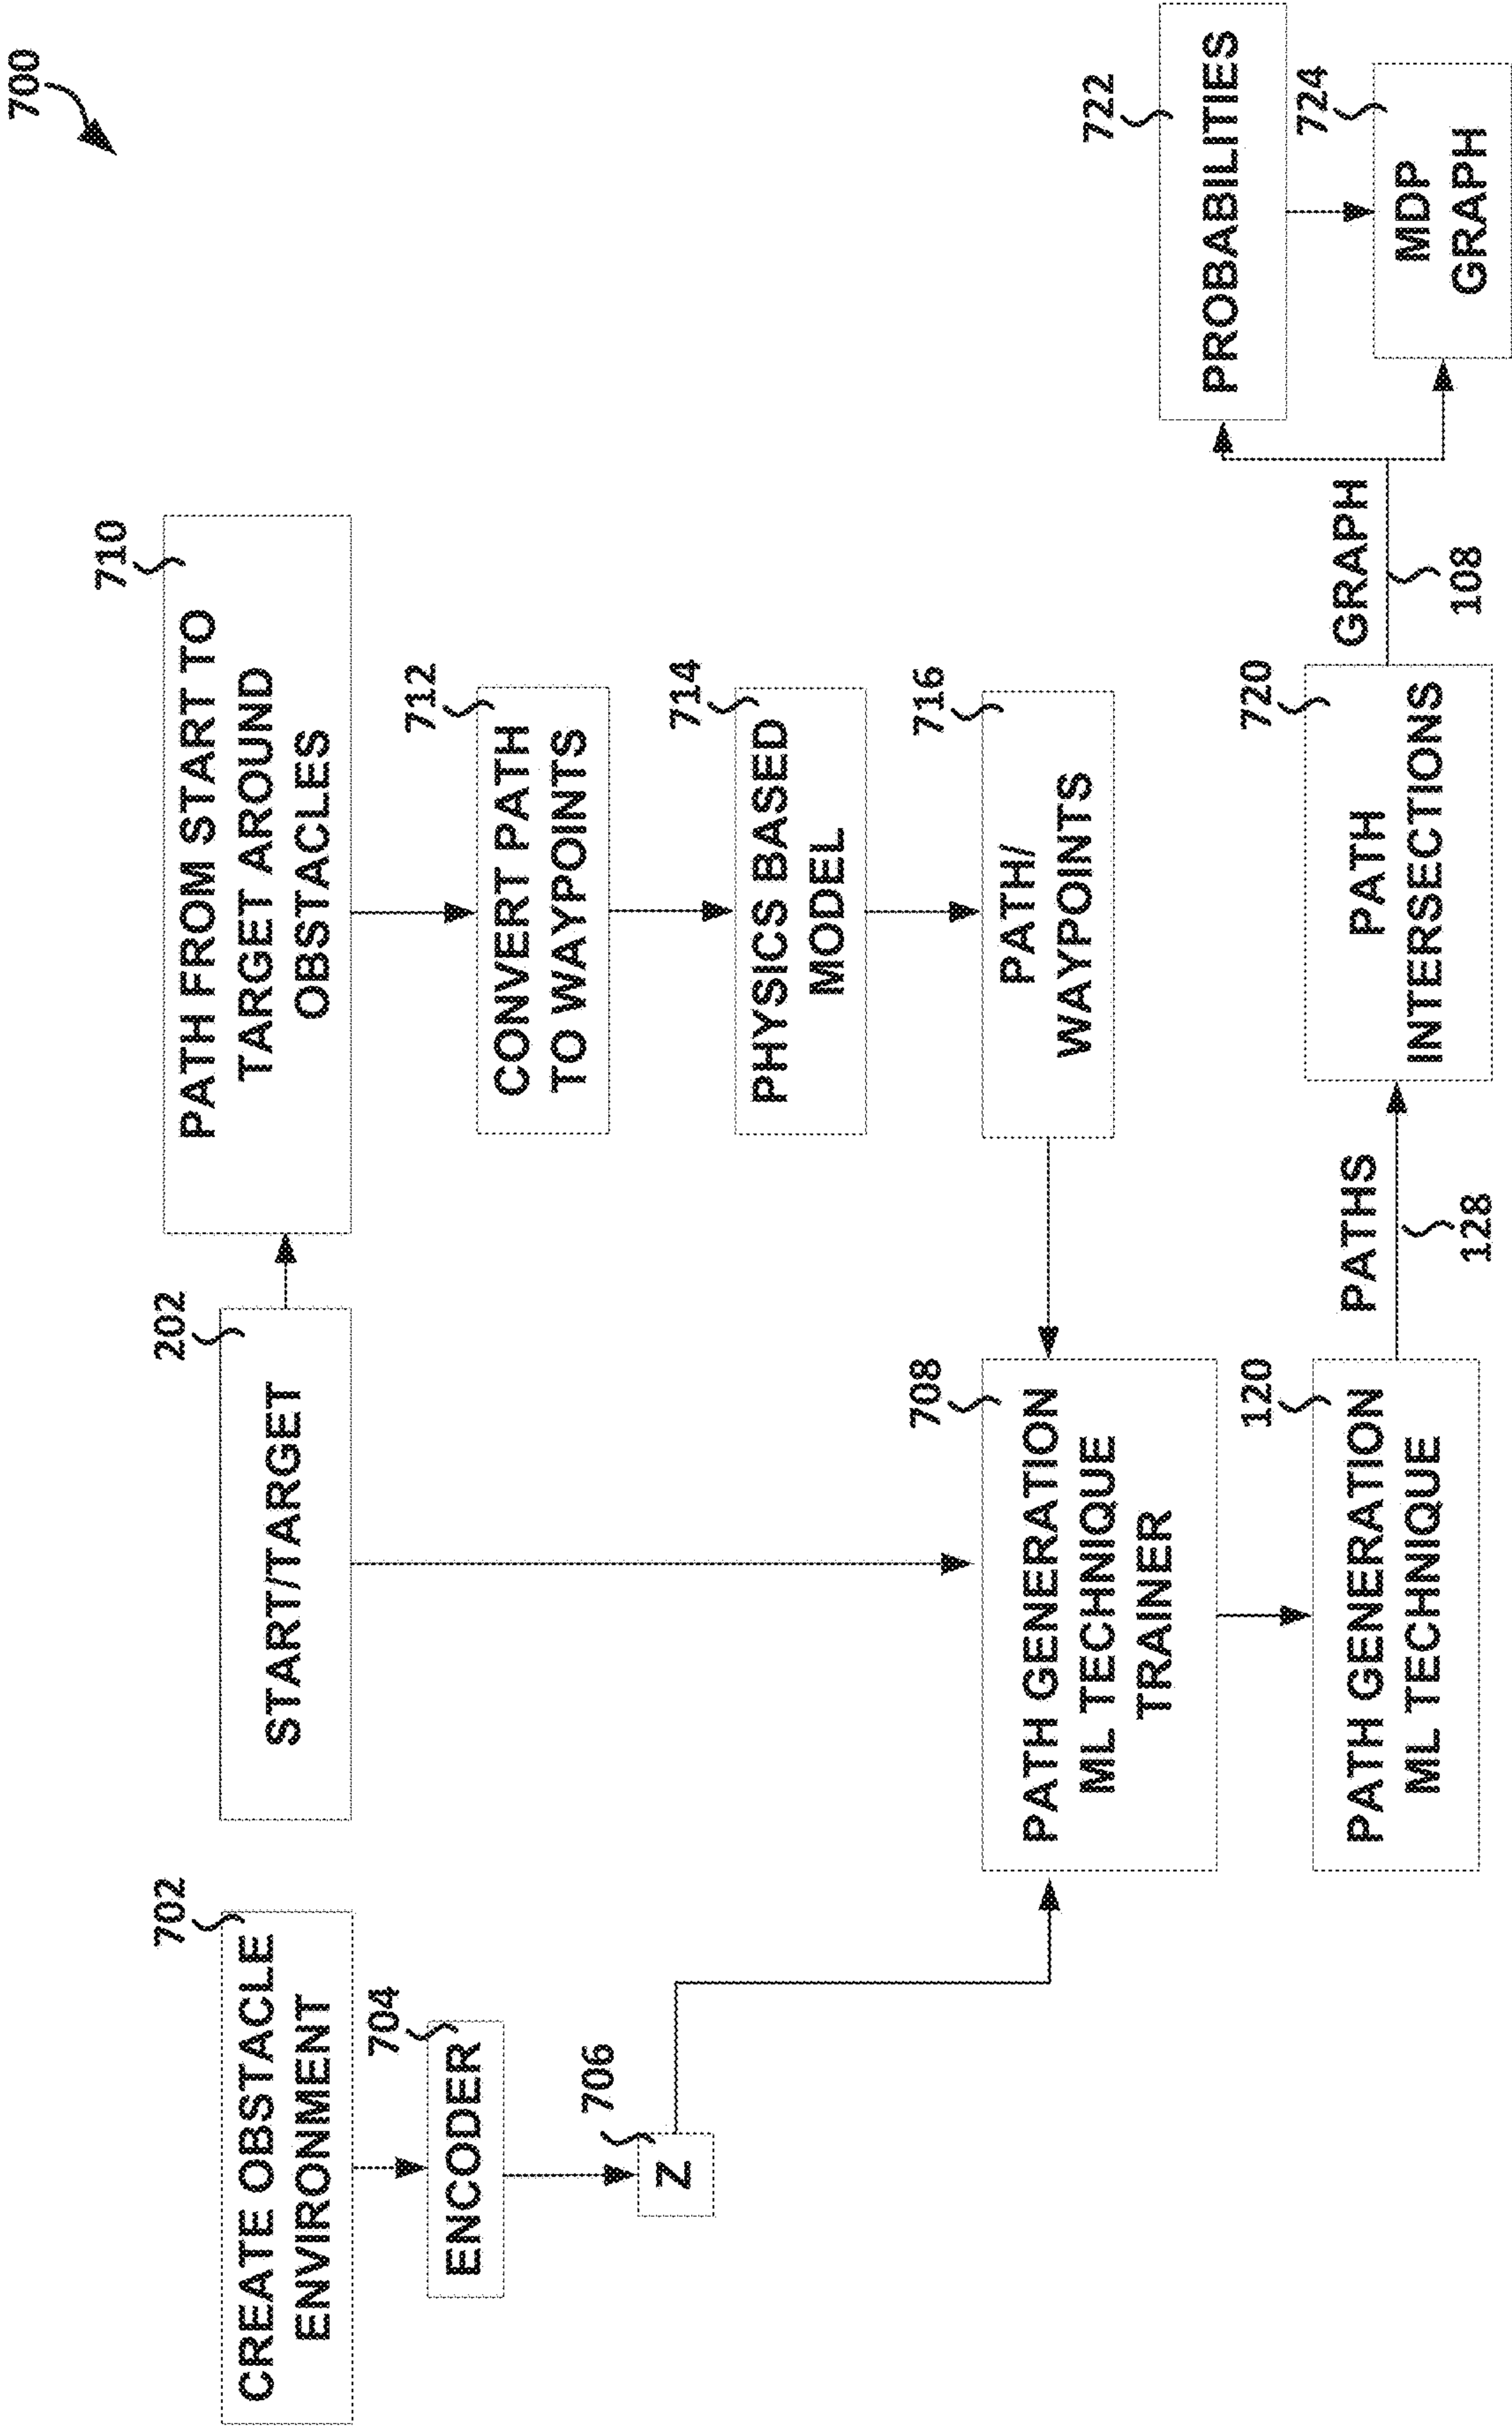 700
702
CREATE OBSTACLE
ENVIRONMENT
704
ENCODER
706
Z
202
START/TARGET
710
PATH FROM START TO
TARGET AROUND
OBSTACLES
712
CONVERT PATH
TO WAYPOINTS
714
PHYSICS BASED
MODEL
716
PATH/
WAYPOINTS
708
PATH GENERATION
ML TECHNIQUE
TRAINER
120
PATH GENERATION
ML TECHNIQUE
PATHS
128
720
PATH
INTERSECTIONS
GRAPH
108
722
PROBABILITIES
724
MDP
GRAPH